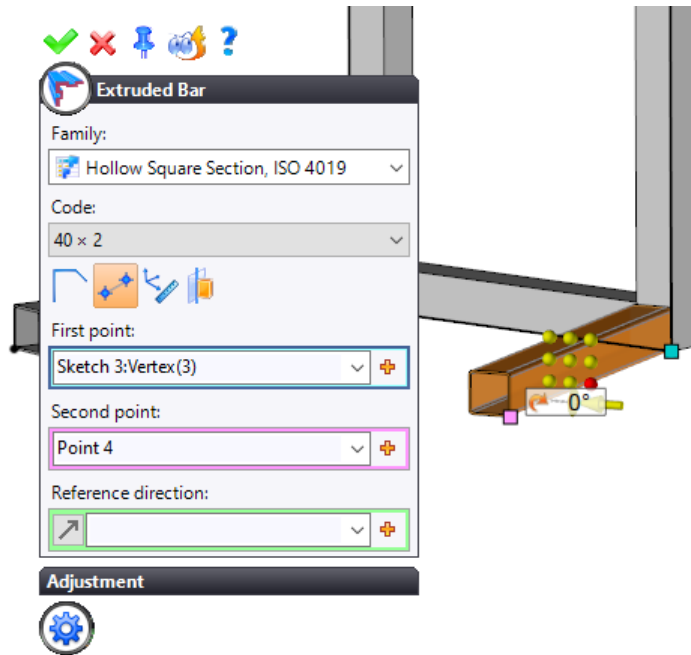 ?
Extruded Bar
Family:
Hollow Square Section, ISO 4019
Code:
40 × 2
First point:
Sketch 3:Vertex(3)
Second point:
Point 4
0°
Reference direction:
Adjustment